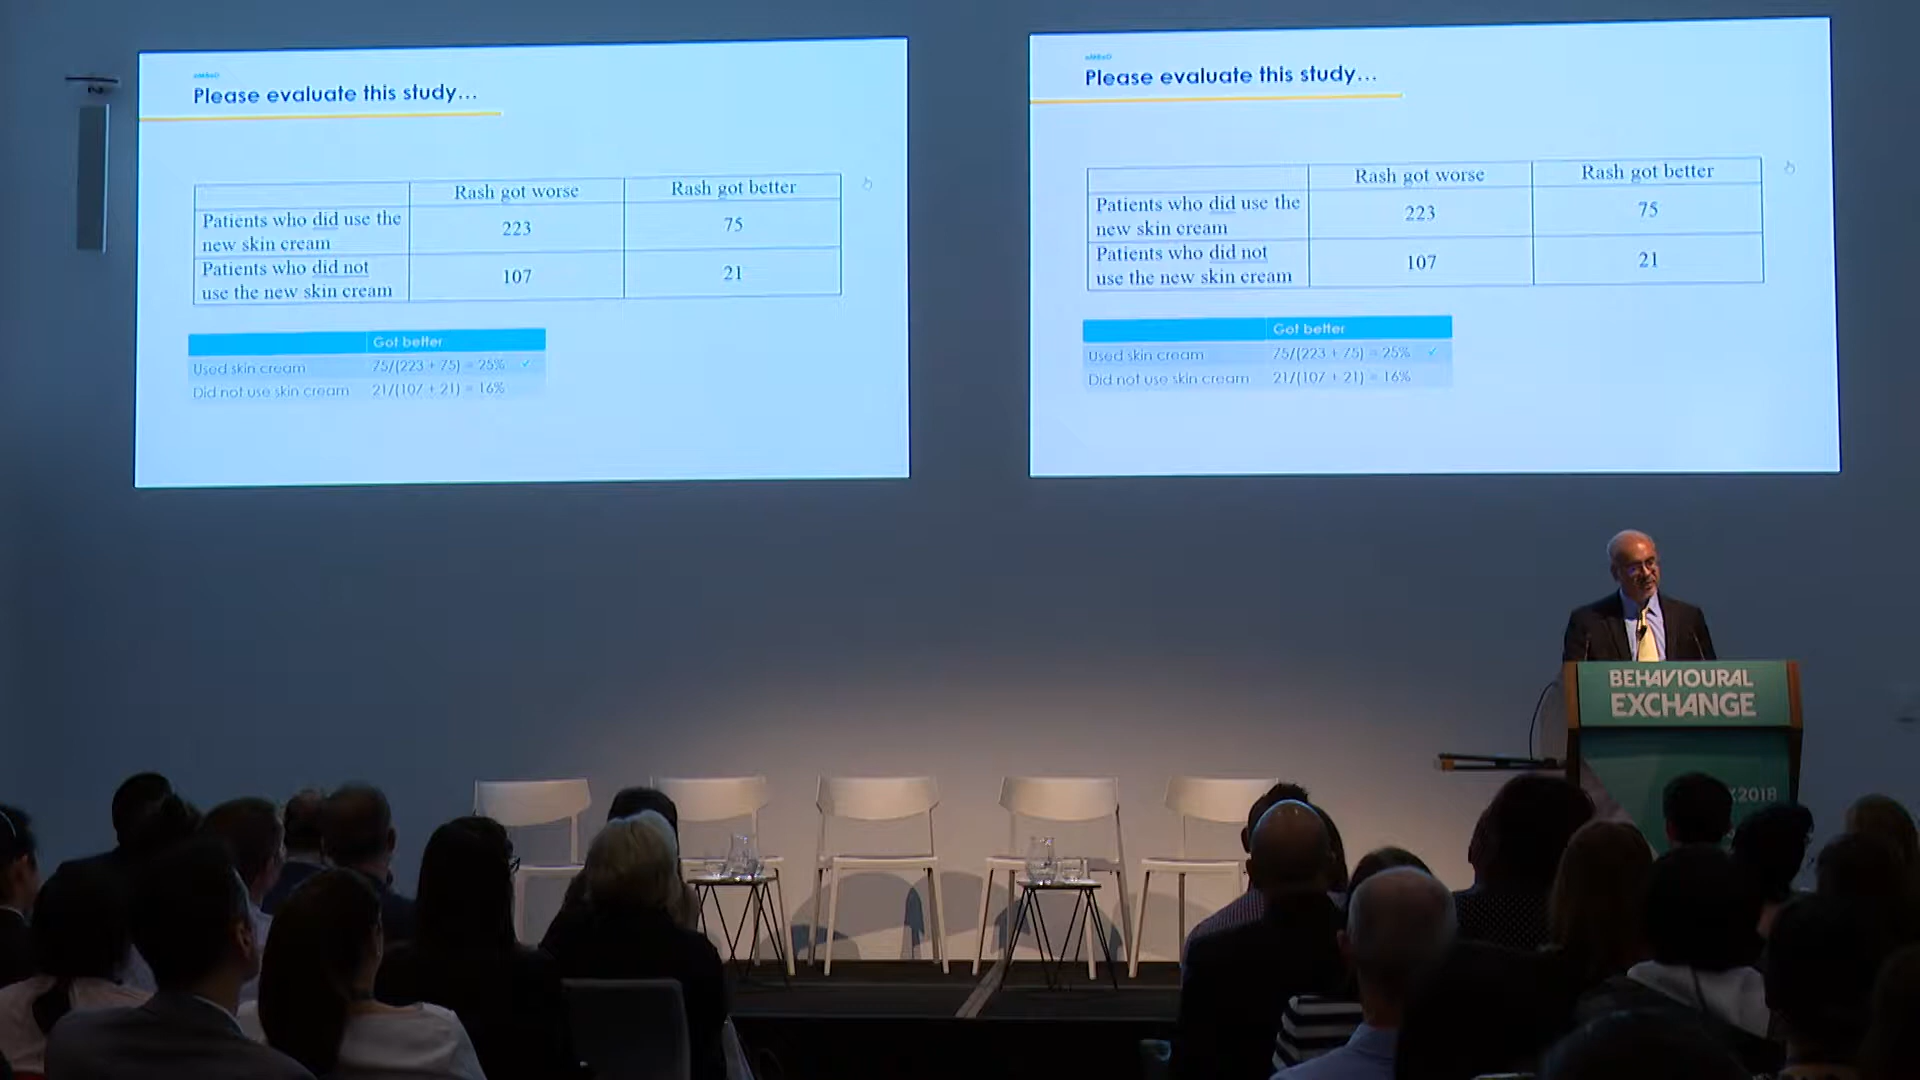 Please evaluate this study...
Rash got worse Rash got better
Patients who did use the
new skin cream
223 75
Patients who did not
use the new skin cream
107 21
Got better
Used skin cream 75/(223 + 75) = 25% ✓
Did not use skin cream 21/(107 + 21) = 16%
Please evaluate this study...
Rash got worse Rash got better
Patients who did use the
new skin cream
223 75
Patients who did not
use the new skin cream
107 21
Got better
Used skin cream 75/(223 + 75) = 25% ✓
Did not use skin cream 21/(107 + 21) = 16%
BEHAVIOURAL
EXCHANGE
X2018